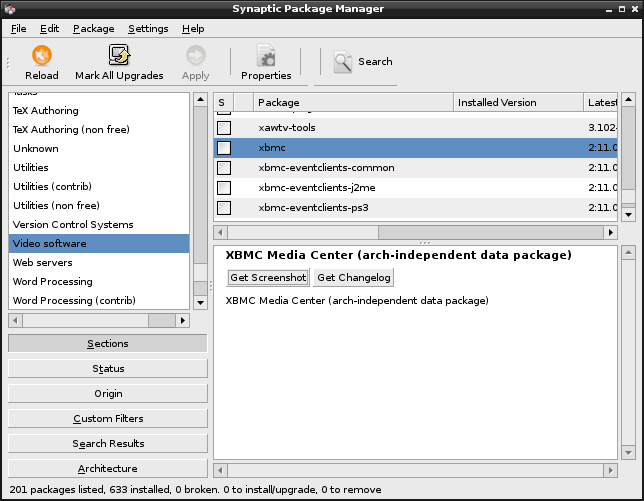 Synaptic Package Manager
File Edit Package Settings Help
Reload Mark All Upgrades Apply Properties Search
TeX Authoring
TeX Authoring (non free)
Unknown
Utilities
Utilities (contrib)
Utilities (non free)
Version Control Systems
Video software
Web servers
Word Processing
Word Processing (contrib)
Sections
Status
Origin
Custom Filters
Search Results
Architecture
S Package Installed Version Latest
xawtv-tools 3.102-
xbmc 2:11.0
xbmc-eventclients-common 2:11.0
xbmc-eventclients-j2me 2:11.0
xbmc-eventclients-ps3 2:11.0
XBMC Media Center (arch-independent data package)
Get Screenshot Get Changelog
XBMC Media Center (arch-independent data package)
201 packages listed, 633 installed, 0 broken. 0 to install/upgrade, 0 to remove